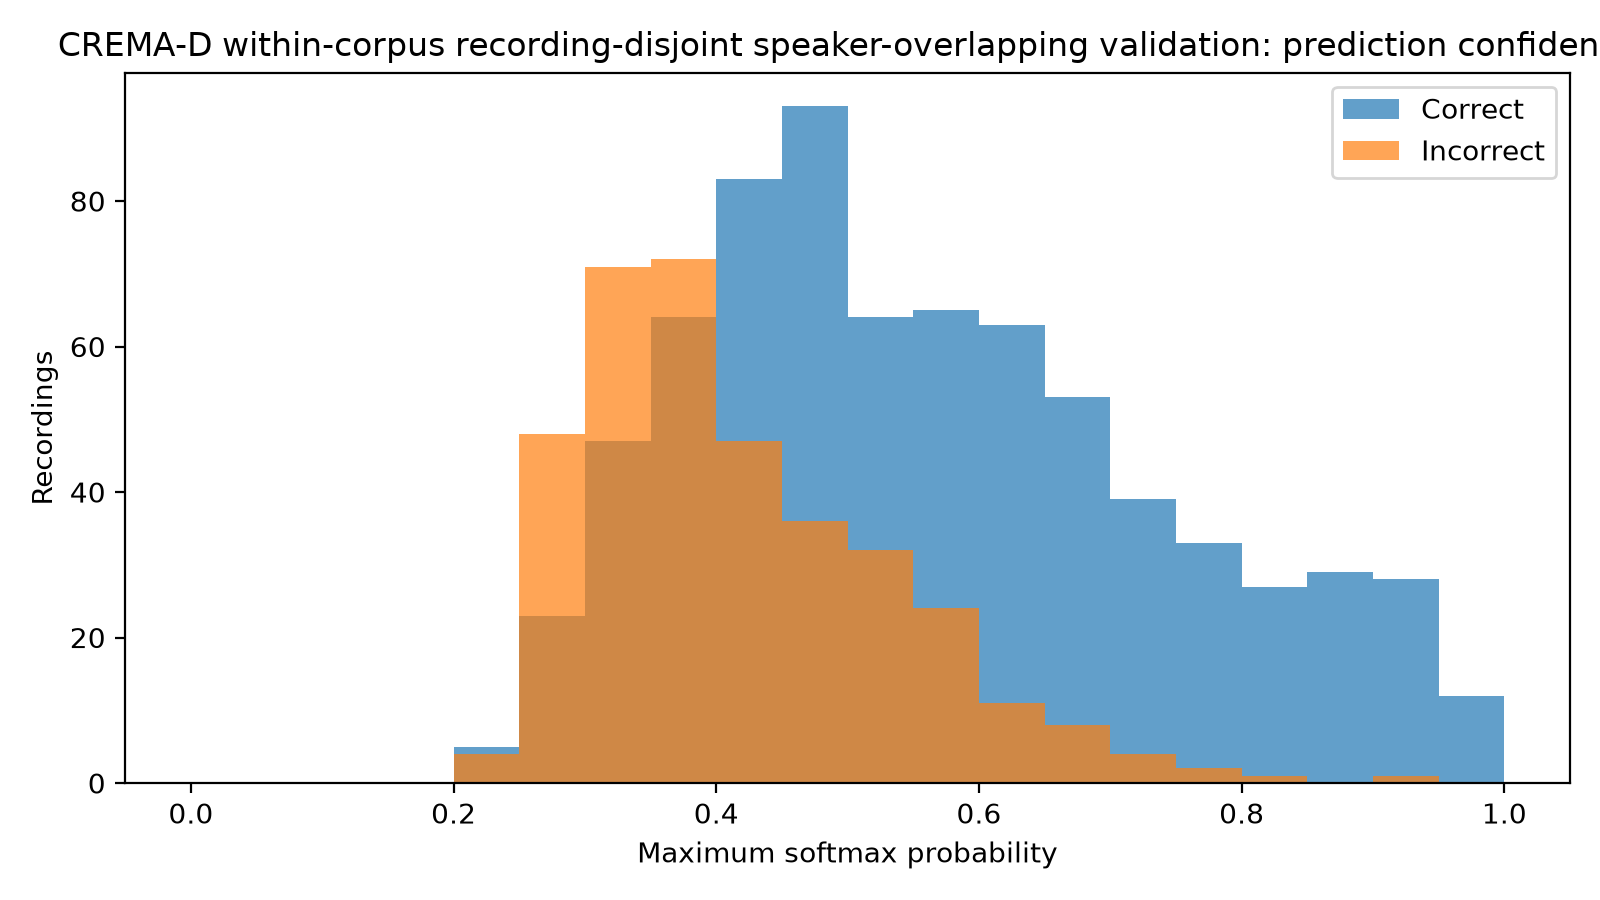 CREMA-D within-corpus recording-disjoint speaker-overlapping validation: prediction confiden
Correct
Incorrect
80
60
40
20
0
Recordings
0.0 0.2 0.4 0.6 0.8 1.0
Maximum softmax probability